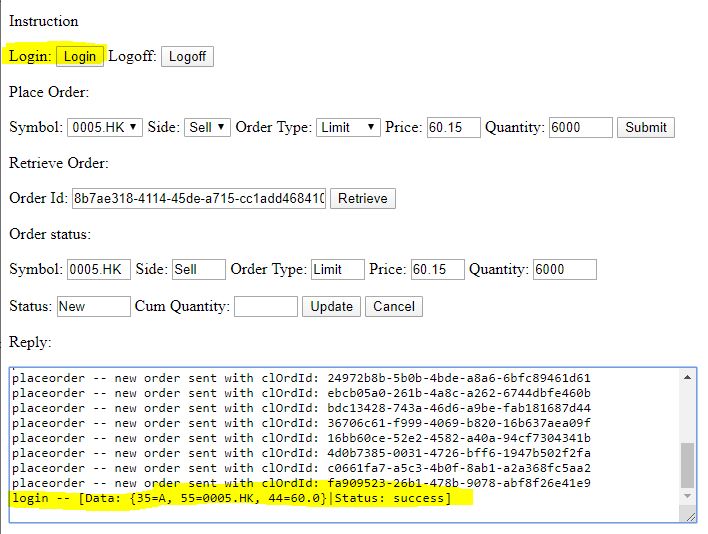 Instruction
Login: Login Logoff: Logoff
Place Order:
Symbol: 0005.HK Side: Sell Order Type: Limit Price: 60.15 Quantity: 6000 Submit
Retrieve Order:
Order Id: 8b7ae318-4114-45de-a715-cc1add468410 Retrieve
Order status:
Symbol: 0005.HK Side: Sell Order Type: Limit Price: 60.15 Quantity: 6000
Status: New Cum Quantity: Update Cancel
Reply:
placeorder -- new order sent with clOrdId: 24972b8b-5b0b-4bde-a8a6-6bfc89461d61
placeorder -- new order sent with clOrdId: ebcb05a0-261b-4a8c-a262-6744dbfe460b
placeorder -- new order sent with clOrdId: bdc13428-743a-46d6-a9be-fab181687d44
placeorder -- new order sent with clOrdId: 36706c61-f999-4069-b820-16b637aea09f
placeorder -- new order sent with clOrdId: 16bb60ce-52e2-4582-a40a-94cf7304341b
placeorder -- new order sent with clOrdId: 4d0b7385-0031-4726-bff6-1947b502f2fa
placeorder -- new order sent with clOrdId: c0661fa7-a5c3-4b0f-8ab1-a2a368fc5aa2
placeorder -- new order sent with clOrdId: fa909523-26b1-478b-9078-abf8f26e41e9
login -- [Data: {35=A, 55=0005.HK, 44=60.0}|Status: success]